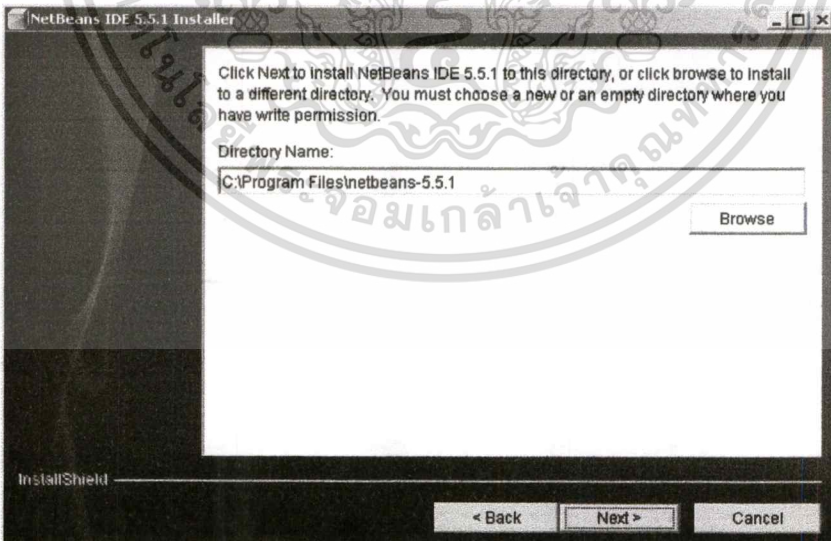 NetBeans IDE 5.5.1 Installer
Click Next to install NetBeans IDE 5.5.1 to this directory, or click browse to install
to a different directory. You must choose a new or an empty directory where you
have write permission.
Directory Name:
C:\Program Files\netbeans-5.5.1
Browse
InstallShield
< Back
Next >
Cancel